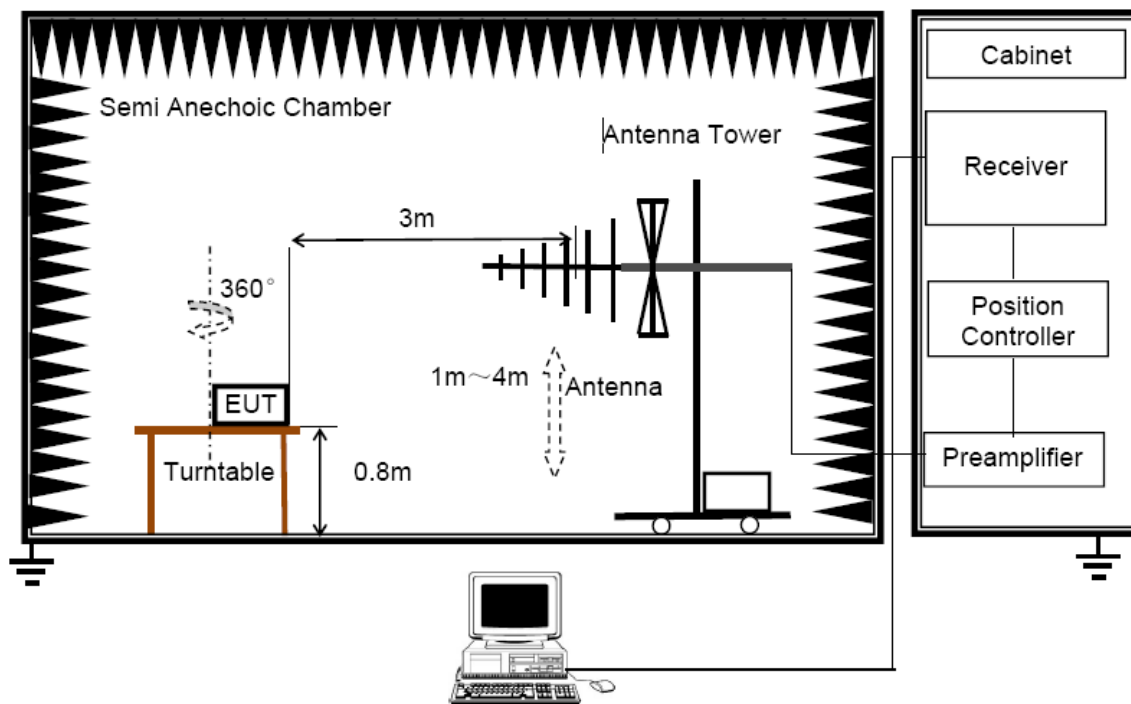 Cabinet
Semi Anechoic Chamber
Antenna Tower
Receiver
3m
360°
Position
Controller
1m～4m
Antenna
EUT
Turntable
0.8m
Preamplifier